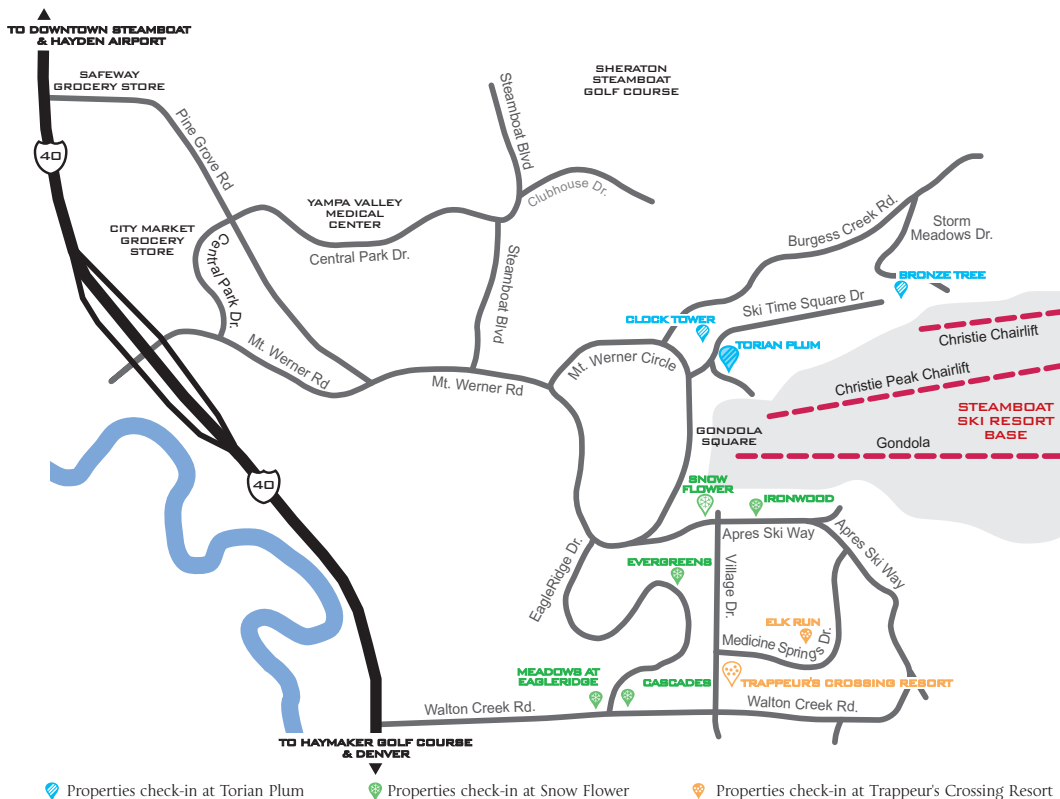 TO DOWNTOWN STEAMBOAT
& HAYDEN AIRPORT
SAFEWAY
GROCERY STORE
SHERATON
STEAMBOAT
GOLF COURSE
Steamboat Blvd
Pine Grove Rd
40
Clubhouse Dr.
YAMPA VALLEY
MEDICAL
CENTER
CITY MARKET
GROCERY
STORE
Central Park Dr.
Central Park Dr.
Steamboat Blvd
Burgess Creek Rd.
Storm
Meadows Dr.
BRONZE TREE
Ski Time Square Dr
CLOCK TOWER
TORIAN PLUM
Christie Chairlift
Mt. Werner Rd
Mt. Werner Rd
Mt. Werner Circle
Christie Peak Chairlift
STEAMBOAT
SKI RESORT
BASE
GONDOLA
SQUARE
Gondola
40
SNOW
FLOWER
IRONWOOD
Apres Ski Way
Apres Ski Way
EagleRidge Dr.
EVERGREENS
Village Dr.
ELK RUN
Medicine Springs Dr.
MEADOWS AT
EAGLERIDGE
CASCADES
TRAPPEUR'S CROSSING RESORT
Walton Creek Rd.
Walton Creek Rd.
TO HAYMAKER GOLF COURSE
& DENVER
Properties check-in at Torian Plum
Properties check-in at Snow Flower
Properties check-in at Trappeur's Crossing Resort